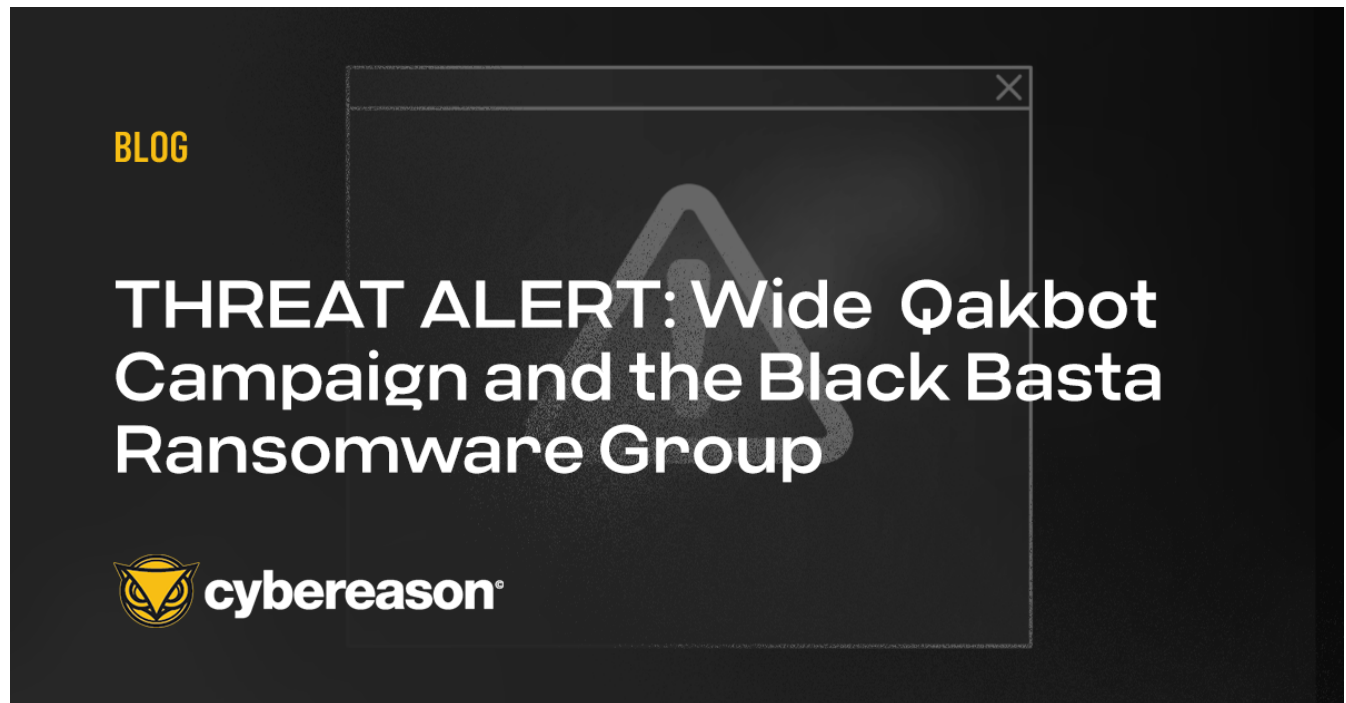 BLOG
THREAT ALERT: Wide Qakbot
Campaign and the Black Basta
Ransomware Group
cybereason©